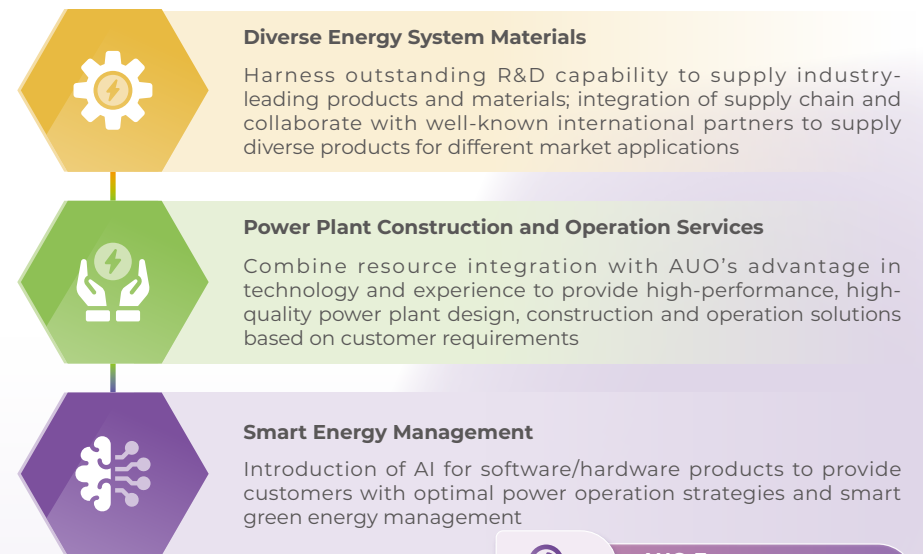 Diverse Energy System Materials
Harness outstanding R&D capability to supply industry-
leading products and materials; integration of supply chain and
collaborate with well-known international partners to supply
diverse products for different market applications
Power Plant Construction and Operation Services
Combine resource integration with AUO’s advantage in
technology and experience to provide high-performance, high-
quality power plant design, construction and operation solutions
based on customer requirements
Smart Energy Management
Introduction of AI for software/hardware products to provide
customers with optimal power operation strategies and smart
green energy management